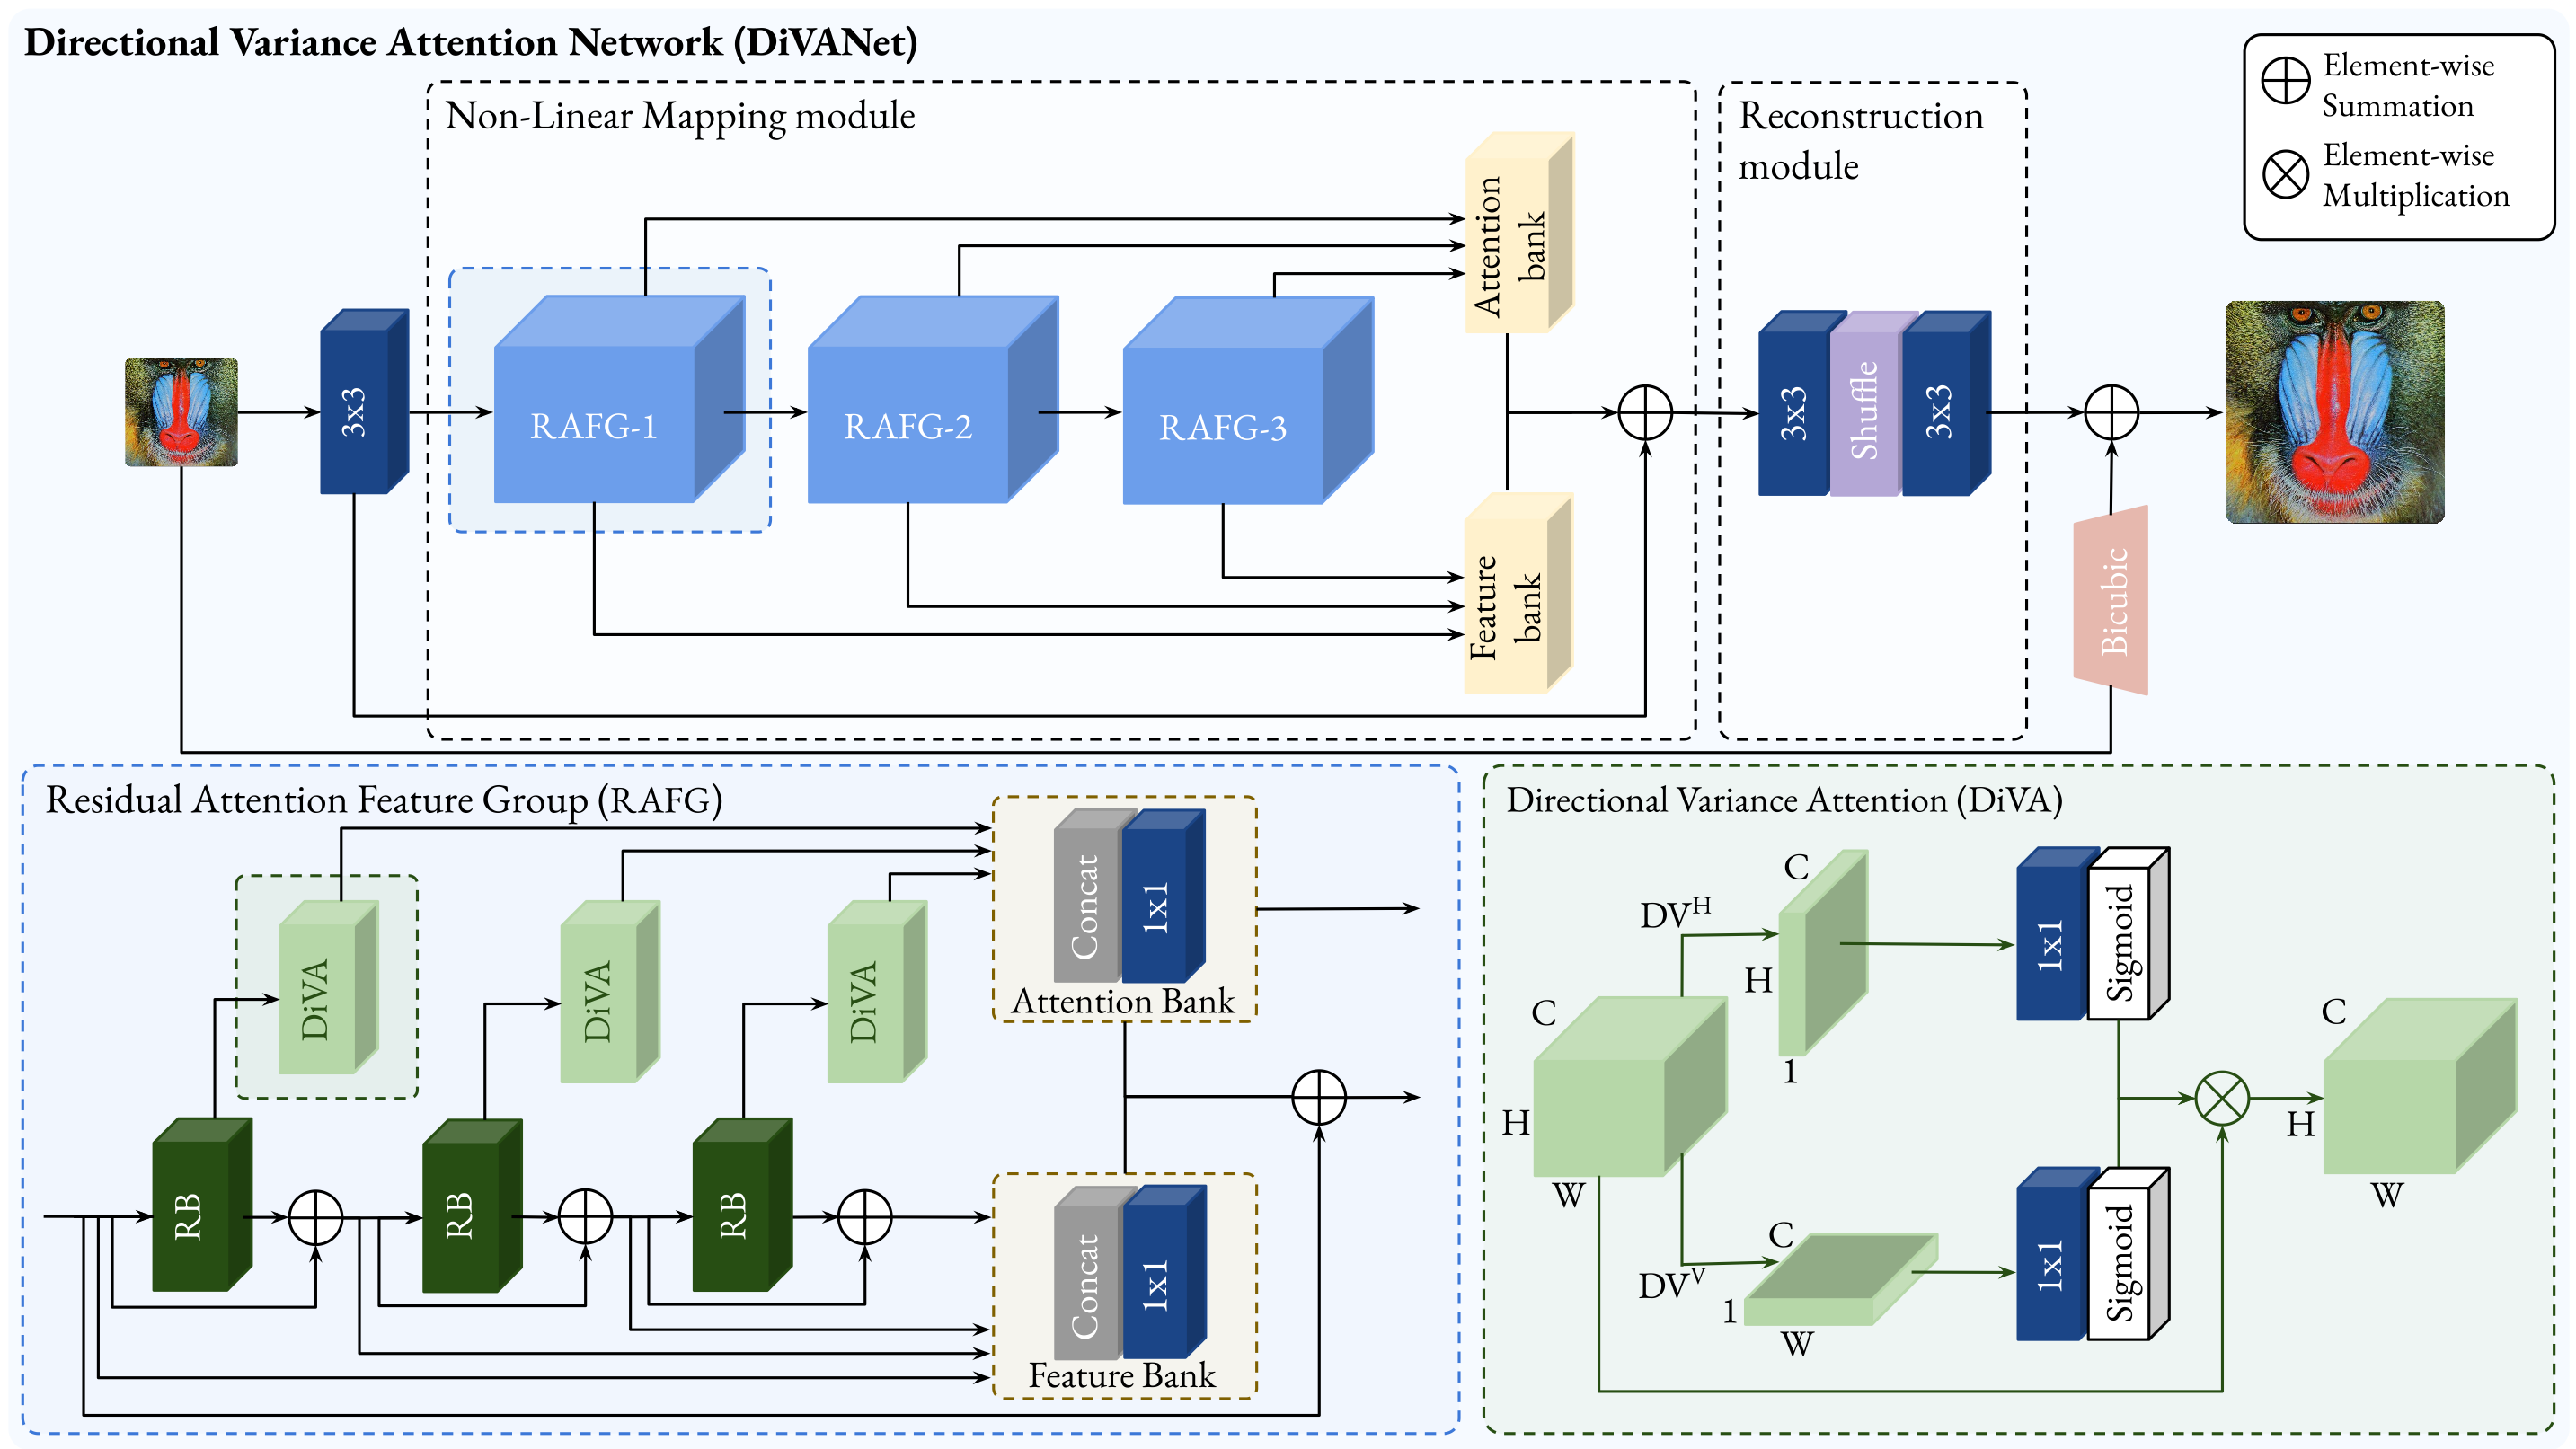 Directional Variance Attention Network (DiVANet)
Element-wise
Summation
Element-wise
Multiplication
Non-Linear Mapping module
Reconstruction
module
Attention
bank
3x3
RAFG-1
RAFG-2
RAFG-3
3x3
Shuffle
3x3
Feature
bank
Bicubic
Residual Attention Feature Group (RAFG)
DiVA
DiVA
DiVA
Concat
1x1
Attention Bank
RB
RB
RB
Concat
1x1
Feature Bank
Directional Variance Attention (DiVA)
C
DV^H
H
1
1x1
Sigmoid
C
H
W
C
H
W
DV^V
C
1
W
1x1
Sigmoid